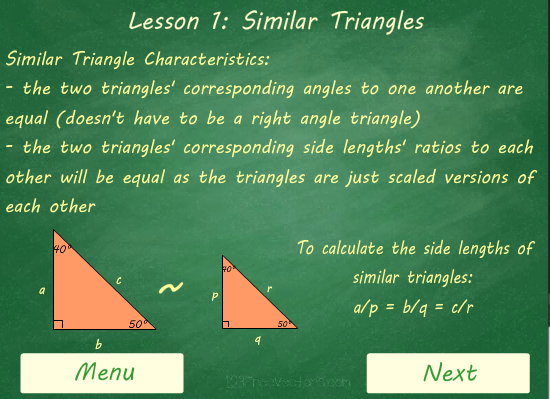 Lesson 1: Similar Triangles
Similar Triangle Characteristics:
- the two triangles' corresponding angles to one another are
equal (doesn't have to be a right angle triangle)
- the two triangles' corresponding side lengths' ratios to each
other will be equal as the triangles are just scaled versions of
each other
40°
a
c
50°
b
~
40°
p
r
50°
q
To calculate the side lengths of
similar triangles:
a/p = b/q = c/r
Menu
Next